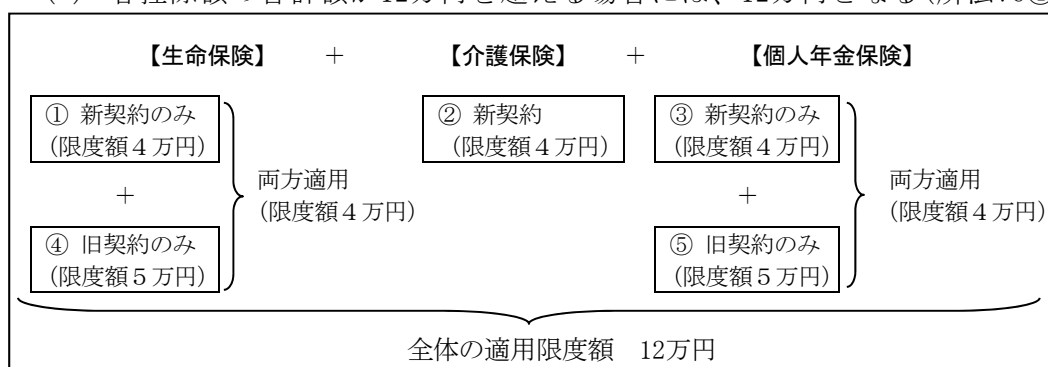 【生命保険】 + 【介護保険】 + 【個人年金保険】
① 新契約のみ
(限度額4万円)
+
④ 旧契約のみ
(限度額5万円)
両方適用
(限度額4万円)
② 新契約
(限度額4万円)
③ 新契約のみ
(限度額4万円)
+
⑤ 旧契約のみ
(限度額5万円)
両方適用
(限度額4万円)
全体の適用限度額 12万円